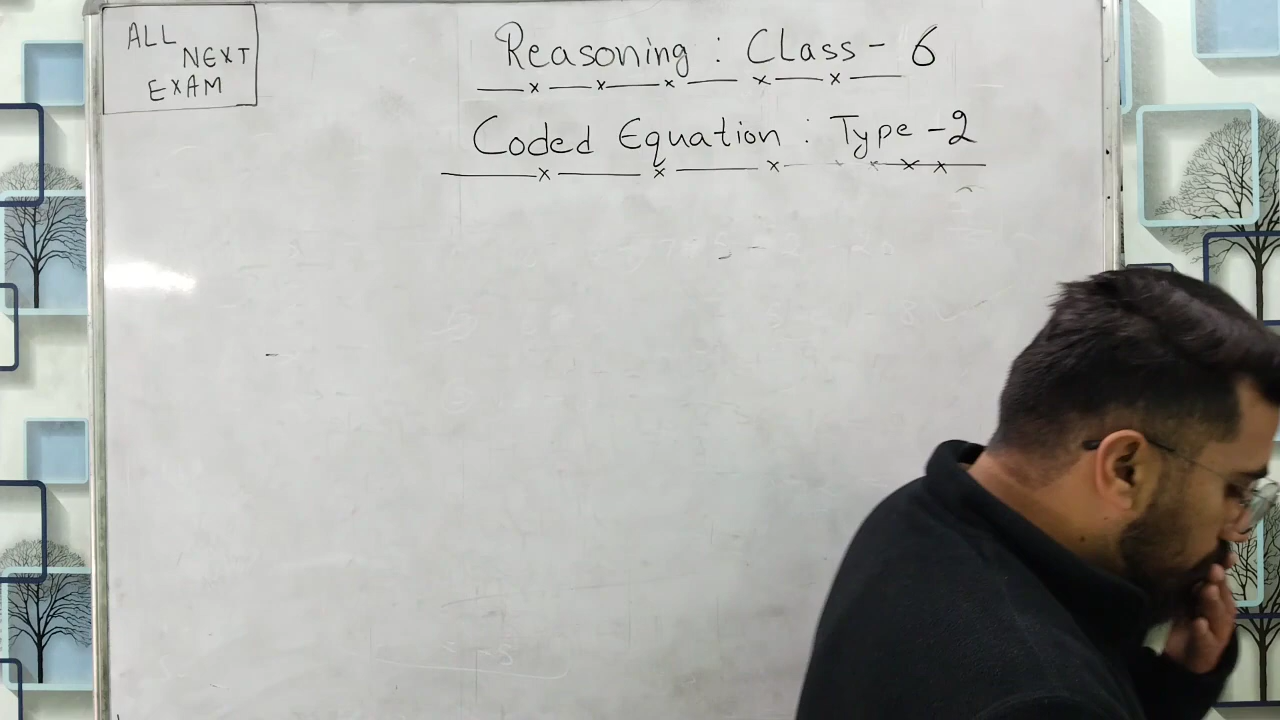 ALL
NEXT
EXAM
Reasoning : Class - 6
Coded Equation : Type - 2